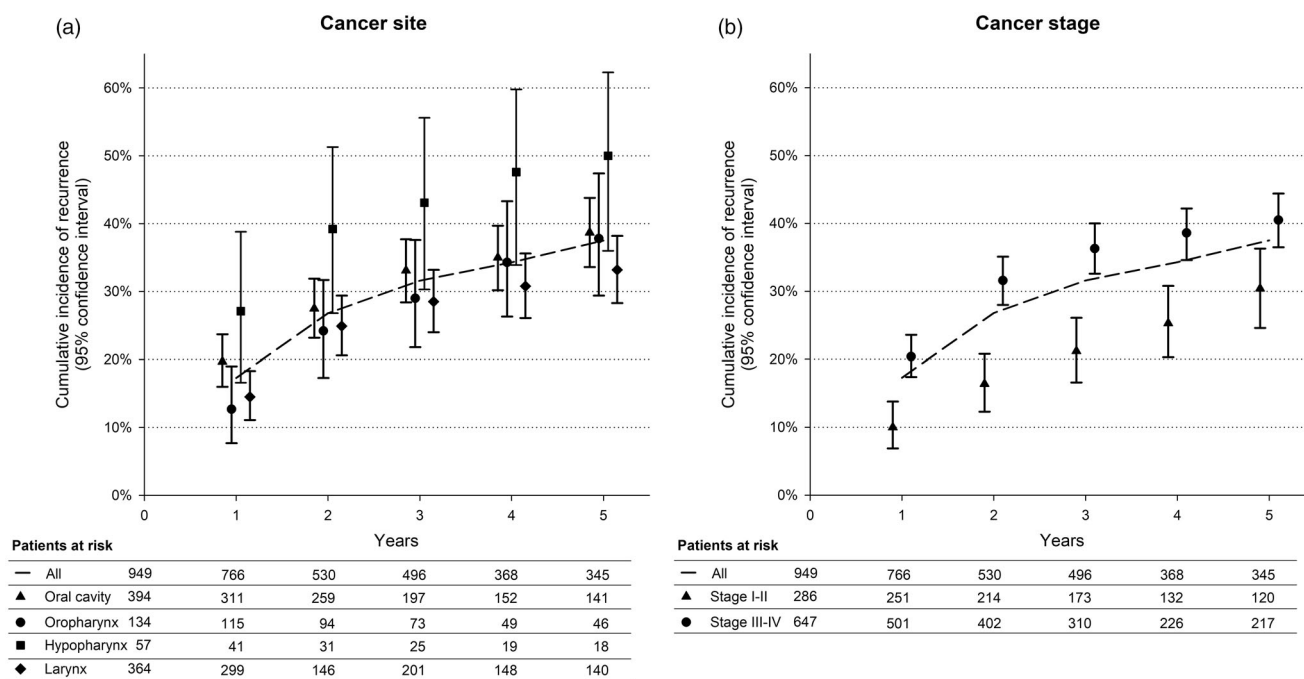 (a)
Cancer site
Cumulative incidence of recurrence
(95% confidence interval)
60%
50%
40%
30%
20%
10%
0%
0 1 2 3 4 5
Years
Patients at risk
All 949 766 530 496 368 345
Oral cavity 394 311 259 197 152 141
Oropharynx 134 115 94 73 49 46
Hypopharynx 57 41 31 25 19 18
Larynx 364 299 146 201 148 140
(b)
Cancer stage
Cumulative incidence of recurrence
(95% confidence interval)
60%
50%
40%
30%
20%
10%
0%
0 1 2 3 4 5
Years
Patients at risk
All 949 766 530 496 368 345
Stage I-II 286 251 214 173 132 120
Stage III-IV 647 501 402 310 226 217